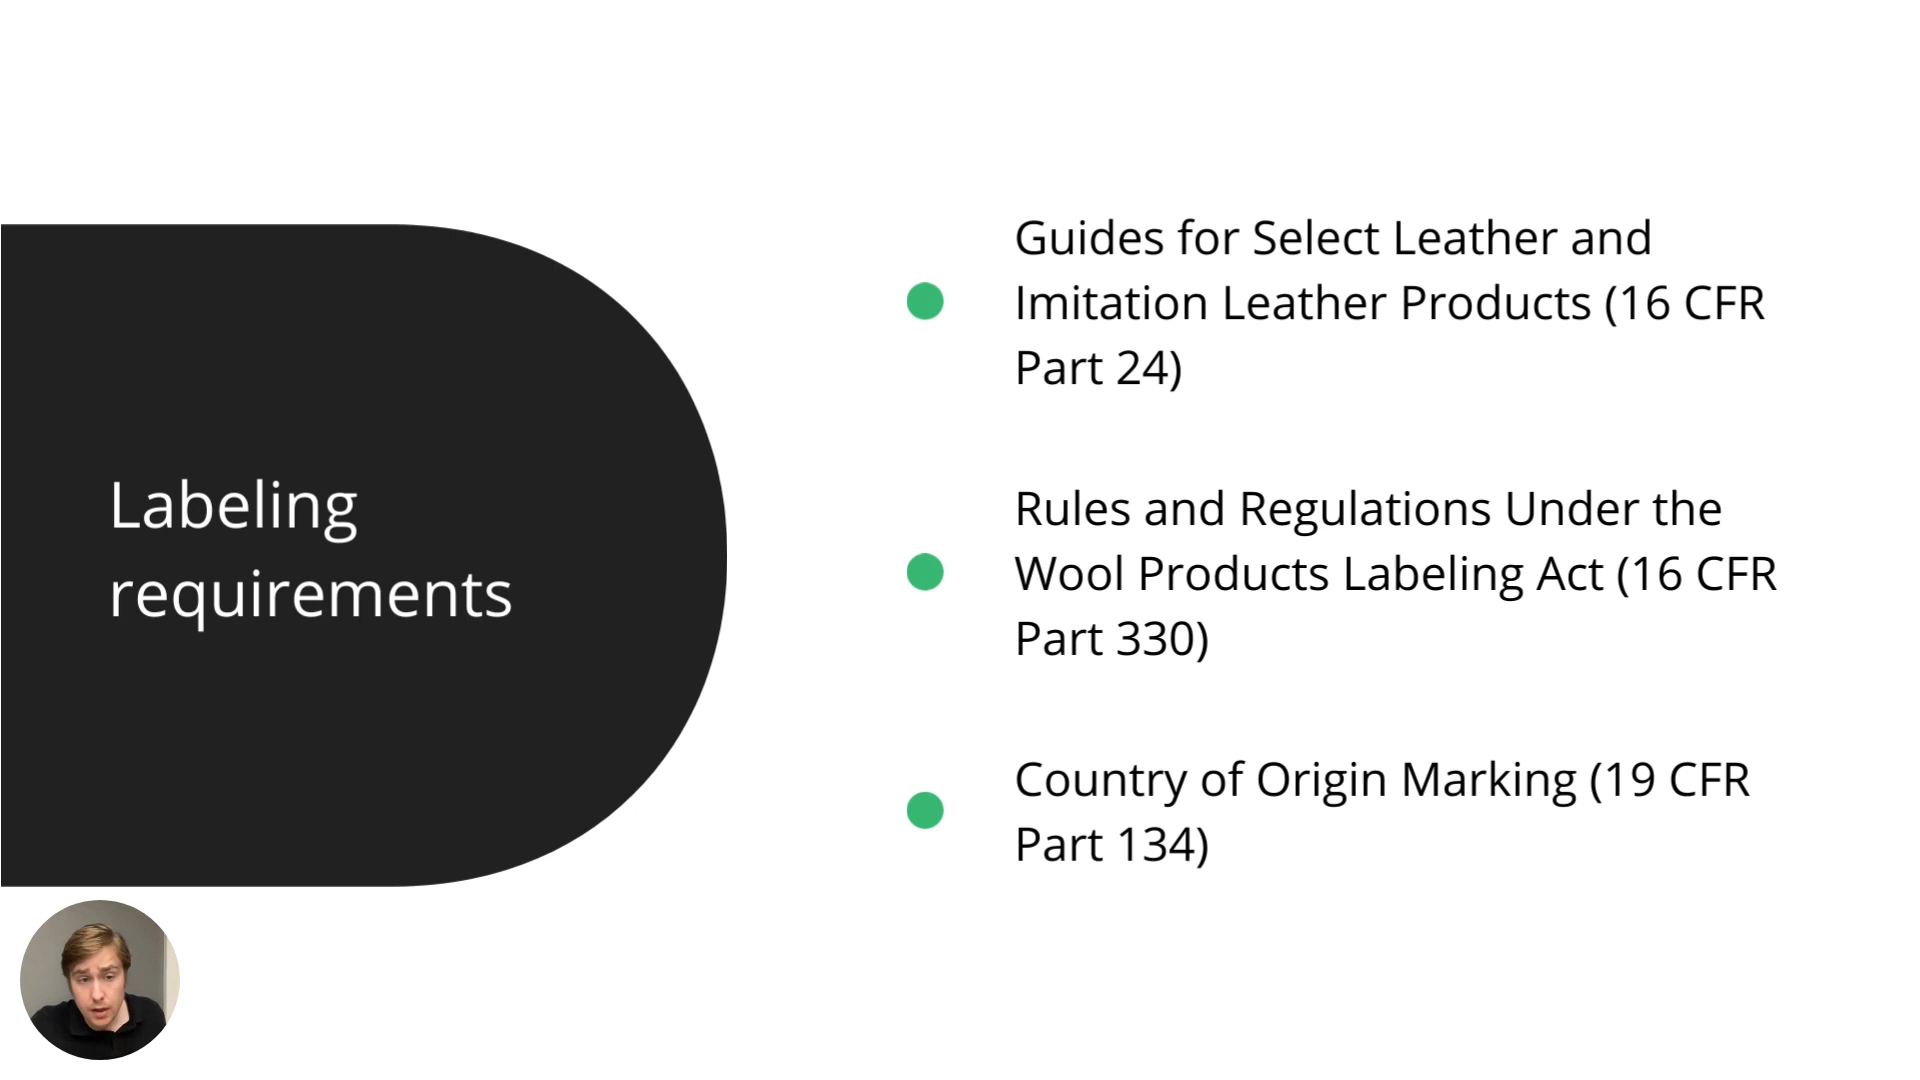 Labeling
requirements
Guides for Select Leather and
Imitation Leather Products (16 CFR
Part 24)
Rules and Regulations Under the
Wool Products Labeling Act (16 CFR
Part 330)
Country of Origin Marking (19 CFR
Part 134)